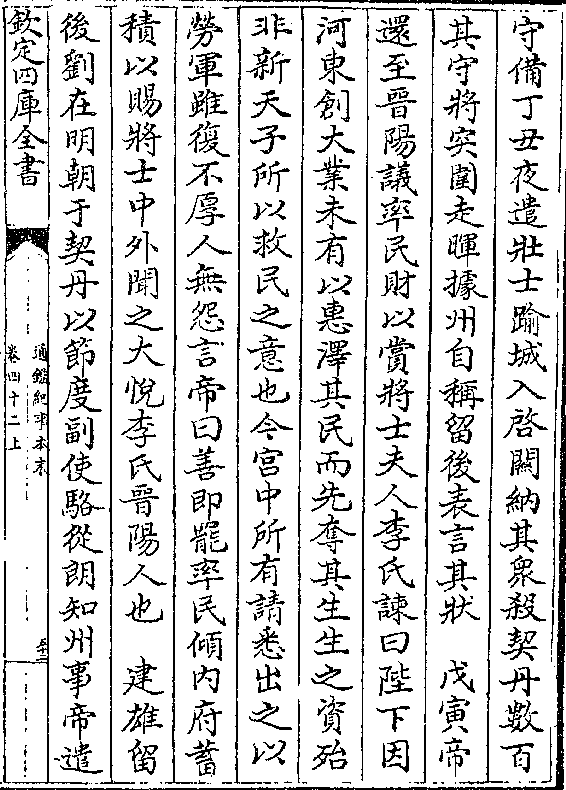 守備丁丑夜遣壯士踰城入啓關納其衆殺契丹數百
其守將突圍走暉據州自稱留後表言其狀　戊寅帝
還至晉陽議率民財以賞將士夫人李氏諫曰陛下因
河東創大業未有以惠澤其民而先奪其生生之資殆
非新天子所以救民之意也今宫中所有請悉出之以
勞軍雖復不厚人無怨言帝曰善即罷率民傾内府蓄
積以賜將士中外聞之大悅李氏晉陽人也　建雄留
後劉在明朝于契丹以節度副使駱從朗知州事帝遣
欽定四庫全書
通鑑紀事本末
卷四十二上